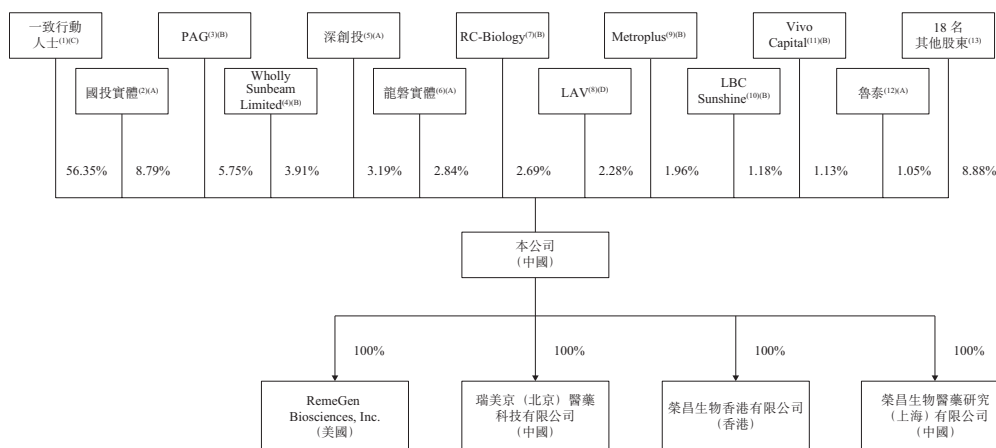 一致行動
人士(1)(C)
PAG(3)(B)
深創投(5)(A)
RC-Biology(7)(B)
Metroplus(9)(B)
Vivo
Capital(11)(B)
18 名
其他股東(13)
國投實體(2)(A)
Wholly
Sunbeam
Limited(4)(B)
龍磐實體(6)(A)
LAV(8)(D)
LBC
Sunshine(10)(B)
魯泰(12)(A)
56.35%
8.79%
5.75%
3.91%
3.19%
2.84%
2.69%
2.28%
1.96%
1.18%
1.13%
1.05%
8.88%
本公司
（中國）
100%
100%
100%
100%
RemeGen
Biosciences, Inc.
（美國）
瑞美京（北京）醫藥
科技有限公司
（中國）
榮昌生物香港有限公司
（香港）
榮昌生物醫藥研究
（上海）有限公司
（中國）